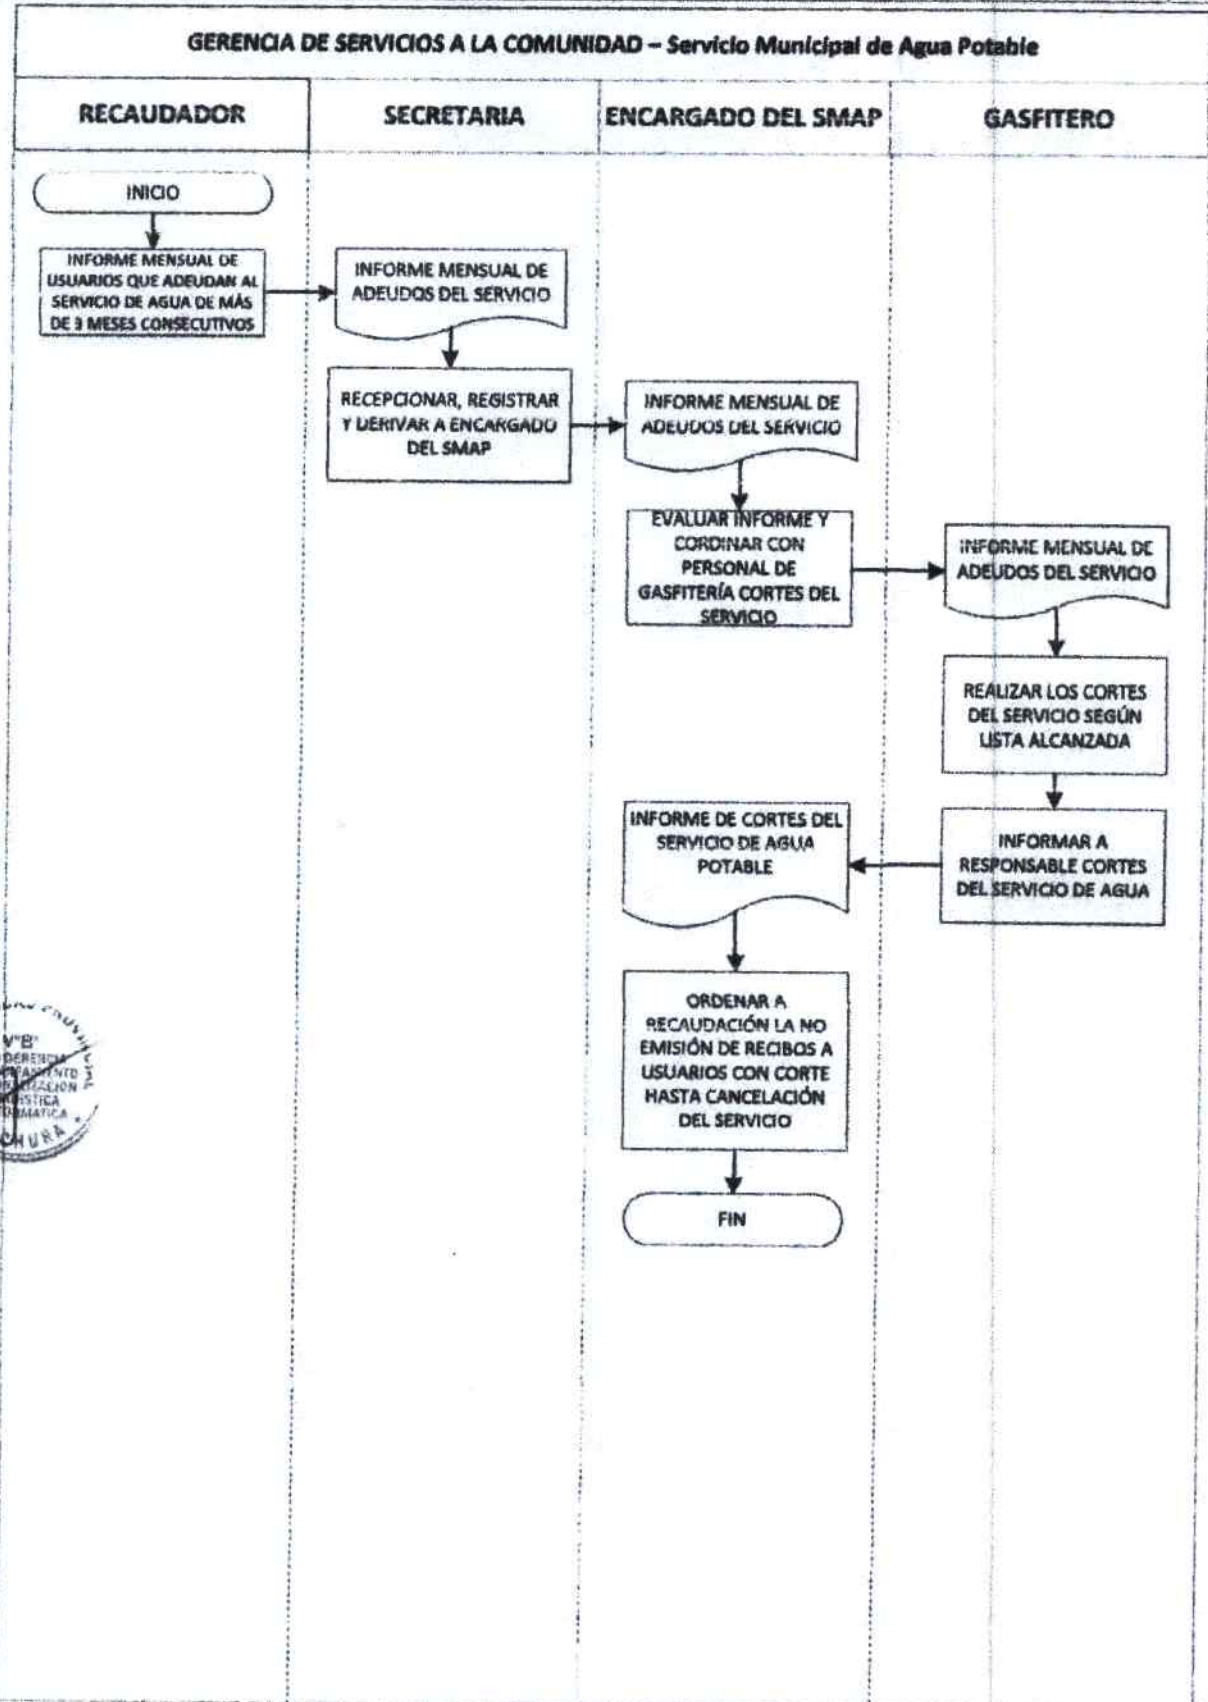 GERENCIA DE SERVICIOS A LA COMUNIDAD – Servicio Municipal de Agua Potable
RECAUDADOR
SECRETARIA
ENCARGADO DEL SMAP
GASFITERO
INICIO
INFORME MENSUAL DE
USUARIOS QUE ADEUDAN AL
SERVICIO DE AGUA DE MÁS
DE 3 MESES CONSECUTIVOS
INFORME MENSUAL DE
ADEUDOS DEL SERVICIO
RECEPCIONAR, REGISTRAR
Y DERIVAR A ENCARGADO
DEL SMAP
INFORME MENSUAL DE
ADEUDOS DEL SERVICIO
EVALUAR INFORME Y
CORDINAR CON
PERSONAL DE
GASFITERÍA CORTES DEL
SERVICIO
INFORME MENSUAL DE
ADEUDOS DEL SERVICIO
REALIZAR LOS CORTES
DEL SERVICIO SEGÚN
LISTA ALCANZADA
INFORMAR A
RESPONSABLE CORTES
DEL SERVICIO DE AGUA
INFORME DE CORTES DEL
SERVICIO DE AGUA
POTABLE
ORDENAR A
RECAUDACIÓN LA NO
EMISIÓN DE RECIBOS A
USUARIOS CON CORTE
HASTA CANCELACIÓN
DEL SERVICIO
FIN
V°B°